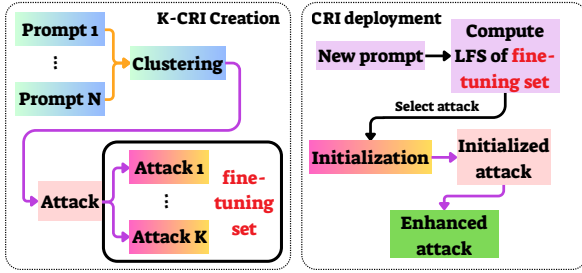 K-CRI Creation
Prompt 1
⋮
Prompt N
Clustering
Attack
Attack 1
⋮
Attack K
fine-
tuning
set
CRI deployment
New prompt
Compute
LFS of fine-
tuning set
Select attack
Initialization
Initialized
attack
Enhanced
attack